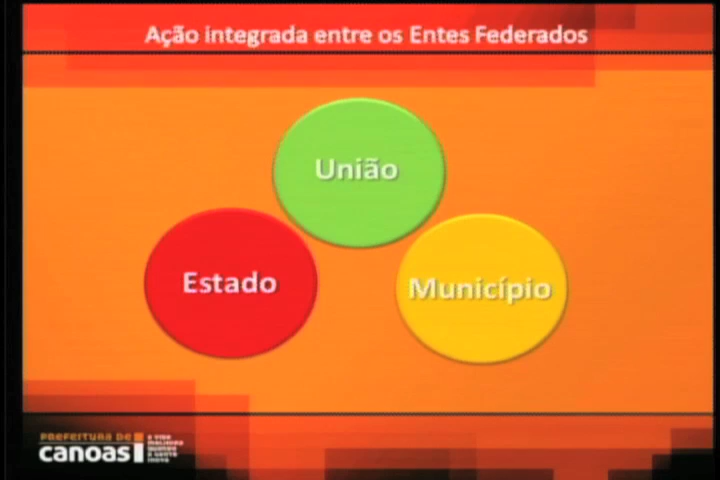 Ação integrada entre os Entes Federados
União
Estado
Município
PREFEITURA DE
CANOAS